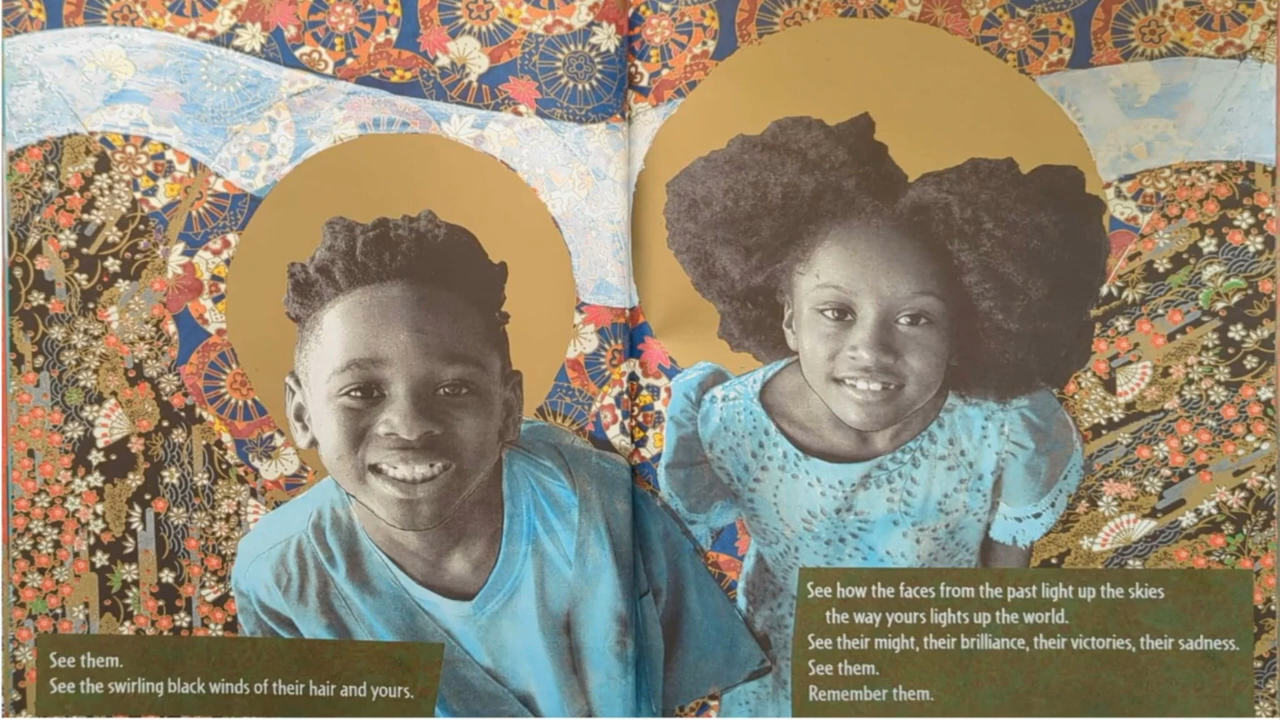 See them.
See the swirling black winds of their hair and yours.
See how the faces from the past light up the skies
the way yours lights up the world.
See their might, their brilliance, their victories, their sadness.
See them.
Remember them.